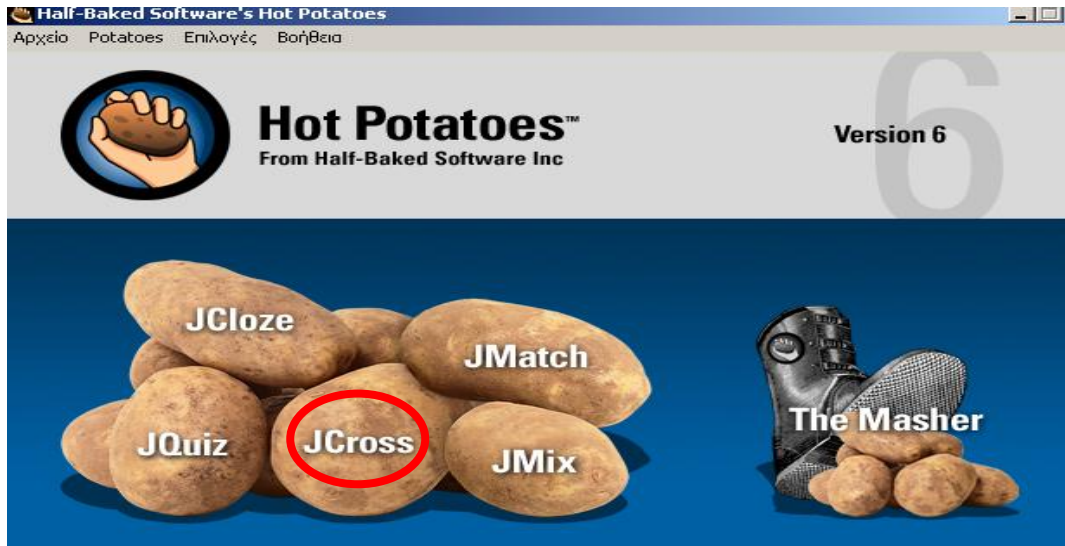 Half-Baked Software's Hot Potatoes
Αρχείο Potatoes Επιλογές Βοήθεια
Hot Potatoes™
From Half-Baked Software Inc
Version 6
6
JCloze
JMatch
The Masher
JQuiz
JCross
JMix